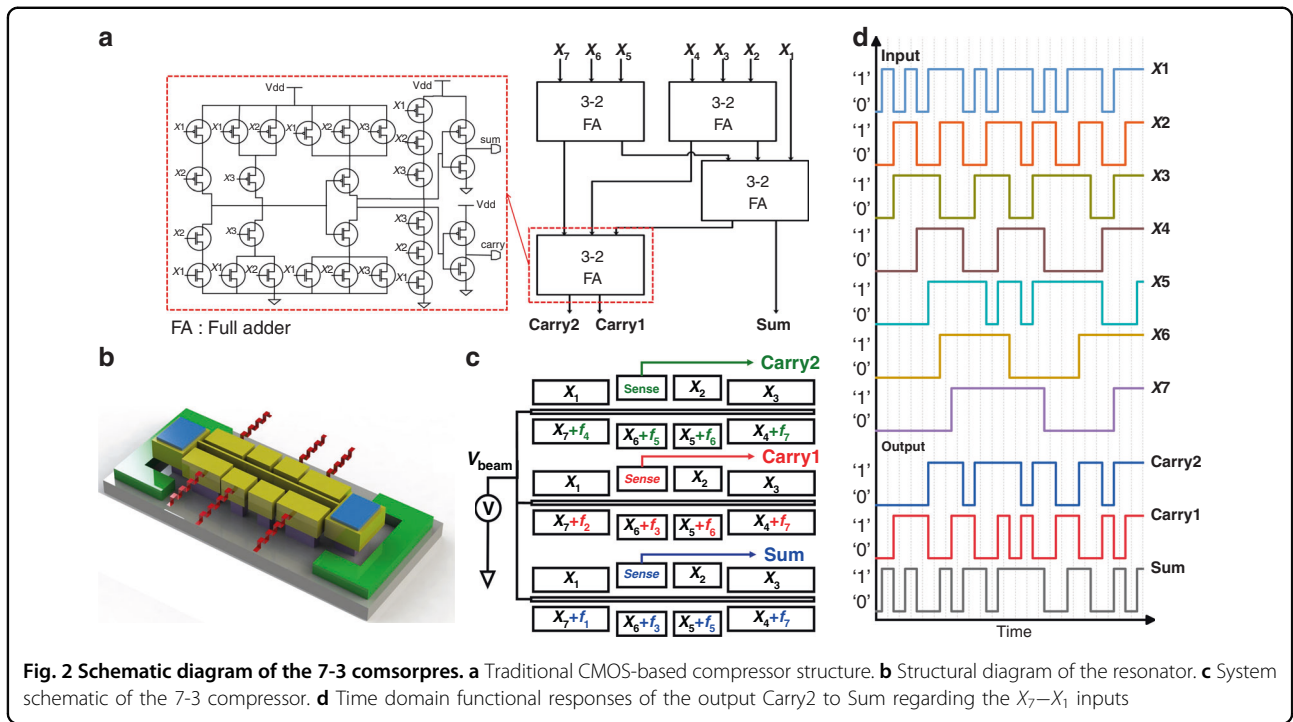 a
Vdd
Vdd
X1
X1
X2
X1
X2
X3
X1
X2
X3
X2
X3
X2
X3
X3
X2
X1
X1
X2
X1
X2
X3
X1
sum
Vdd
carry
FA : Full adder
X7 X6 X5 X4 X3 X2 X1
3-2
FA
3-2
FA
3-2
FA
3-2
FA
Carry2 Carry1 Sum
b
c
Carry2
X1 Sense X2 X3
X7+f4 X6+f5 X5+f6 X4+f7
Vbeam
V
Carry1
X1 Sense X2 X3
X7+f2 X6+f3 X5+f6 X4+f7
Sum
X1 Sense X2 X3
X7+f1 X6+f3 X5+f5 X4+f7
d
Input
'1' X1
'0'
'1' X2
'0'
'1' X3
'0'
'1' X4
'0'
'1' X5
'0'
'1' X6
'0'
'1' X7
'0'
Output
'1' Carry2
'0'
'1' Carry1
'0'
'1' Sum
'0'
Time
Fig. 2 Schematic diagram of the 7-3 comsorpres. a Traditional CMOS-based compressor structure. b Structural diagram of the resonator. c System
schematic of the 7-3 compressor. d Time domain functional responses of the output Carry2 to Sum regarding the X7–X1 inputs